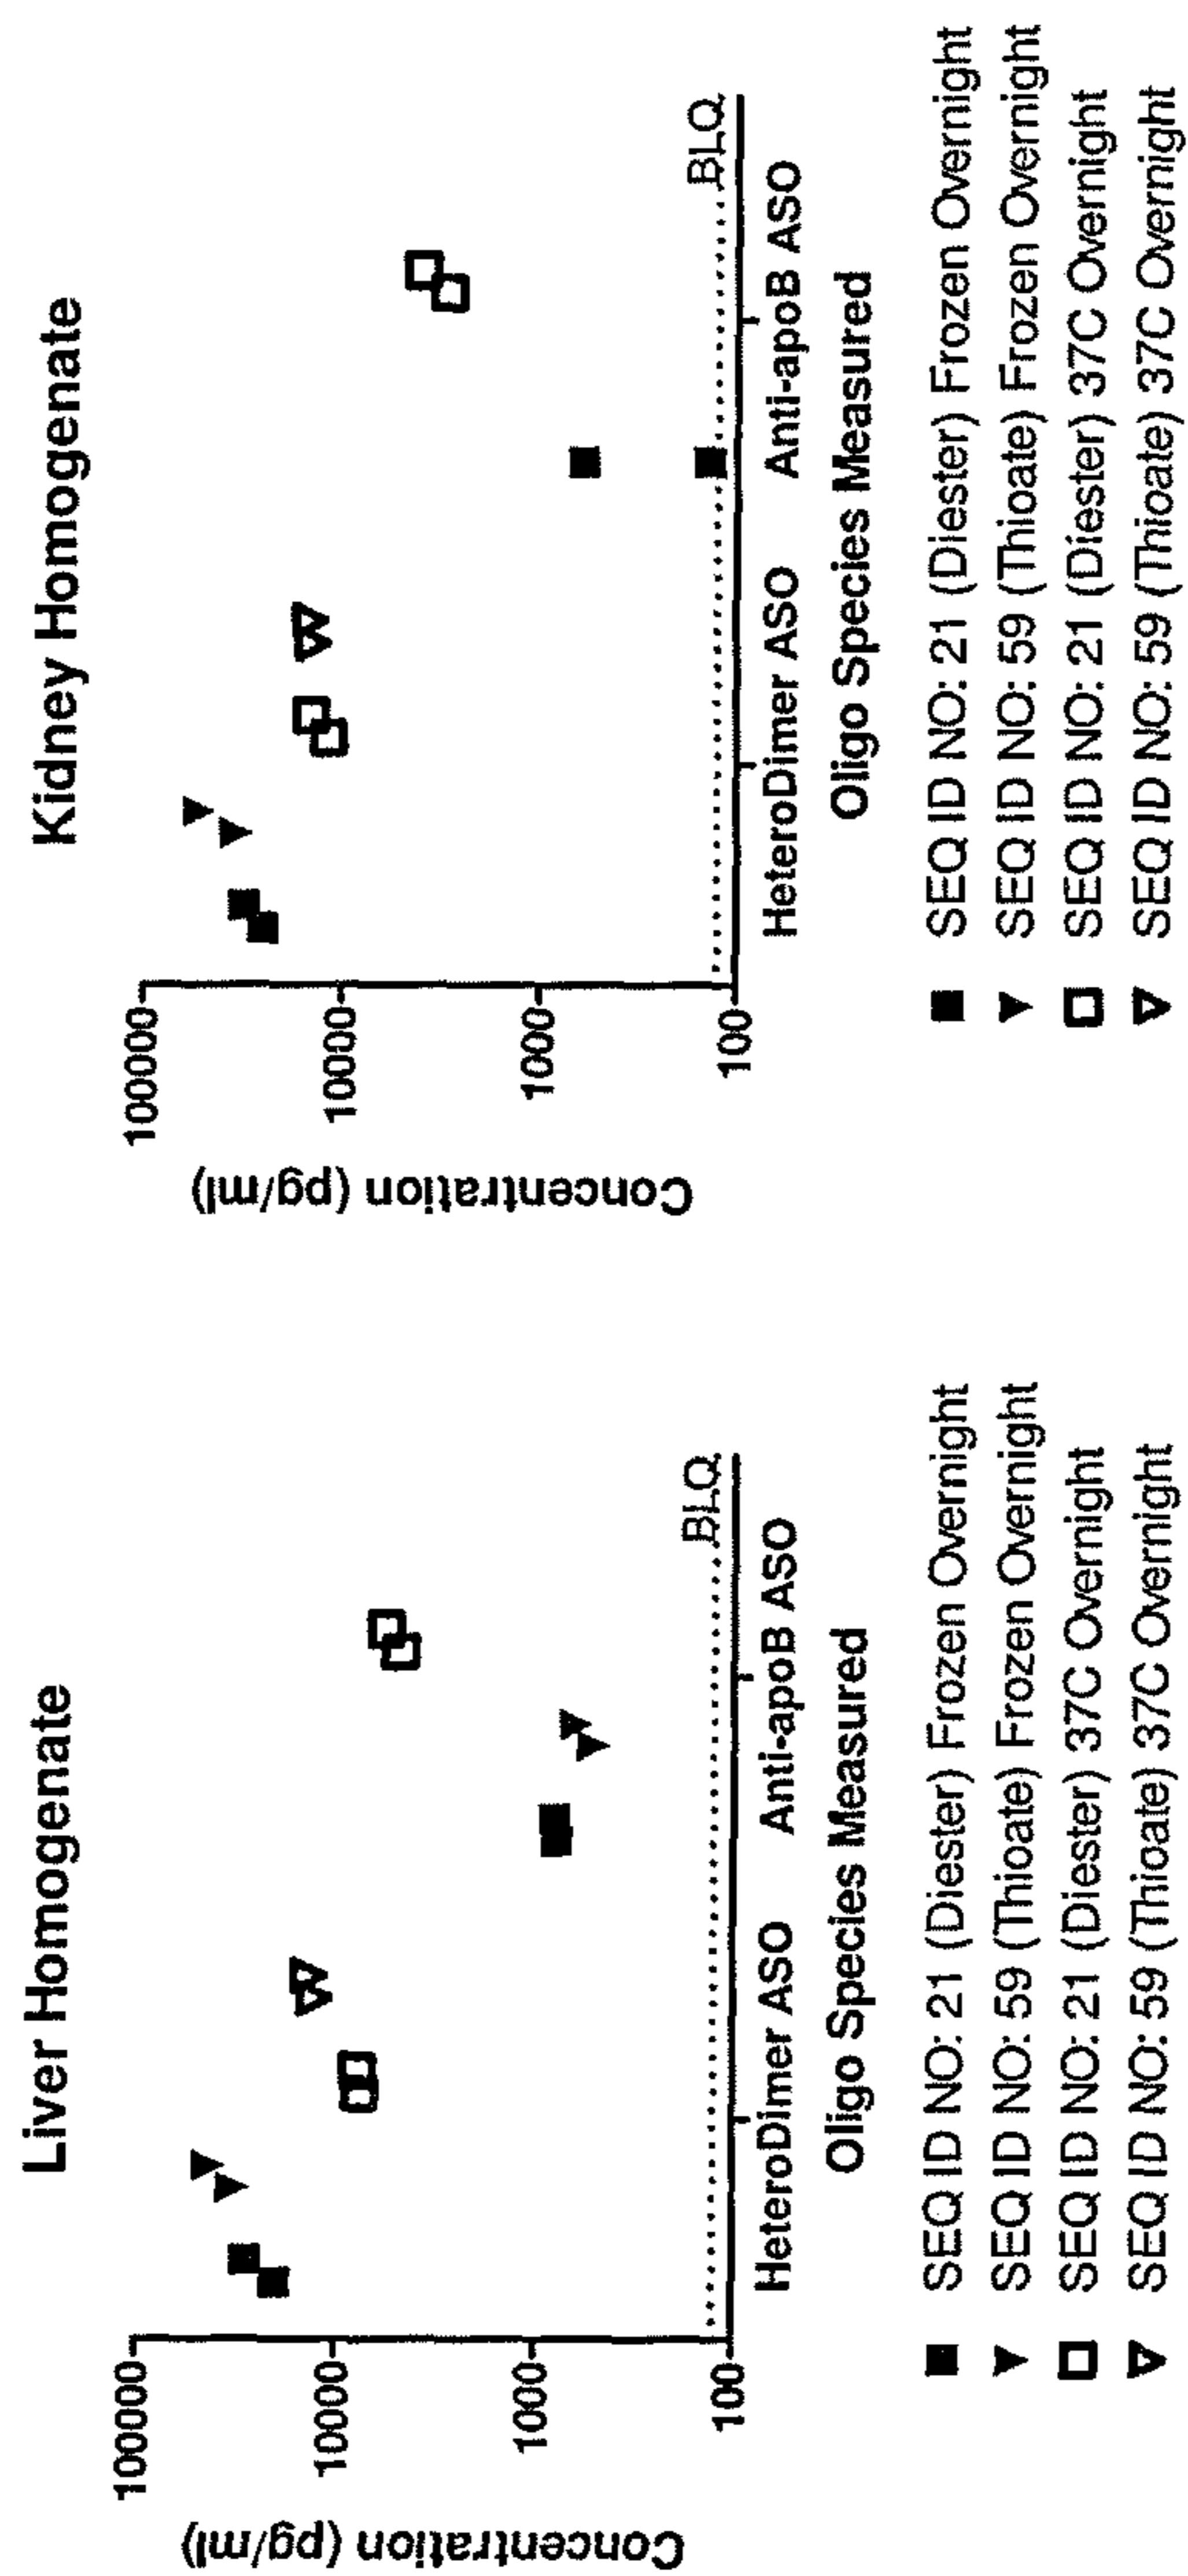 Liver Homogenate
Concentration (pg/ml)
100000
10000
1000
100
BLQ
HeteroDimer ASO
Anti-apoB ASO
Oligo Species Measured
SEQ ID NO: 21 (Diester) Frozen Overnight
SEQ ID NO: 59 (Thioate) Frozen Overnight
SEQ ID NO: 21 (Diester) 37C Overnight
SEQ ID NO: 59 (Thioate) 37C Overnight
Kidney Homogenate
Concentration (pg/ml)
100000
10000
1000
100
BLQ
HeteroDimer ASO
Anti-apoB ASO
Oligo Species Measured
SEQ ID NO: 21 (Diester) Frozen Overnight
SEQ ID NO: 59 (Thioate) Frozen Overnight
SEQ ID NO: 21 (Diester) 37C Overnight
SEQ ID NO: 59 (Thioate) 37C Overnight